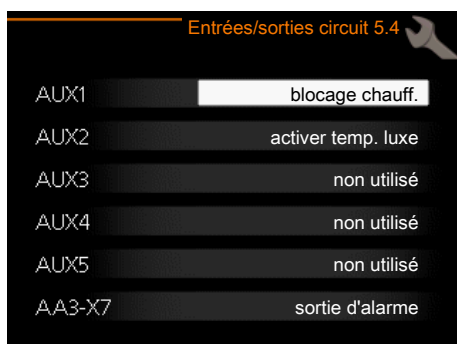 Entrées/sorties circuit 5.4
AUX1 blocage chauff.
AUX2 activer temp. luxe
AUX3 non utilisé
AUX4 non utilisé
AUX5 non utilisé
AA3-X7 sortie d'alarme